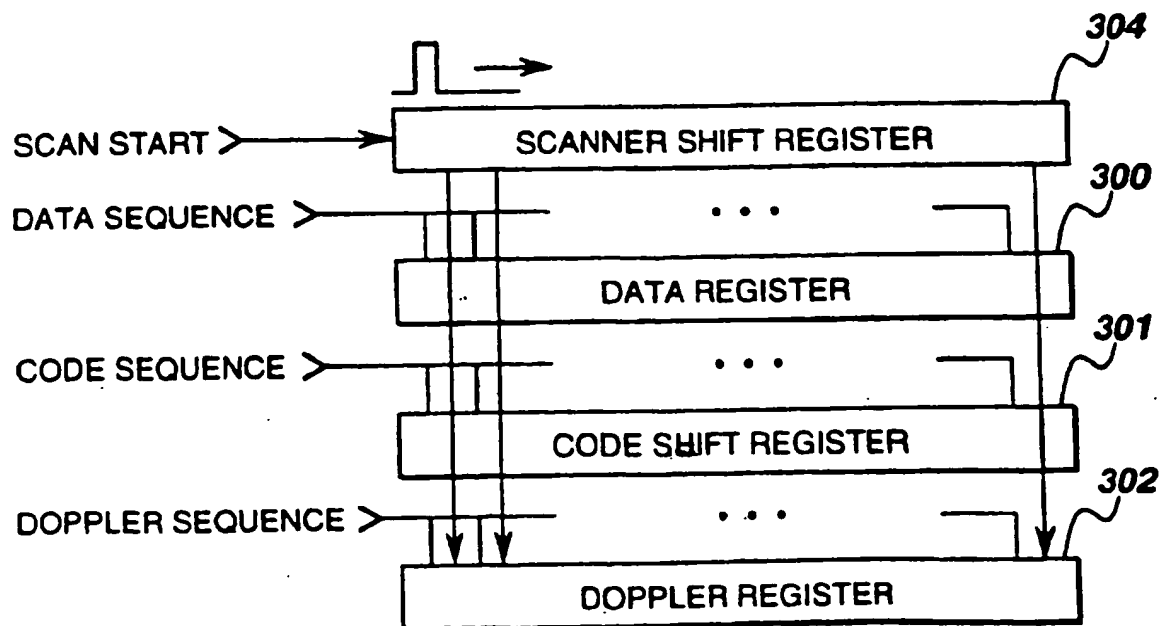 304
SCAN START
SCANNER SHIFT REGISTER
300
DATA SEQUENCE
DATA REGISTER
301
CODE SEQUENCE
CODE SHIFT REGISTER
302
DOPPLER SEQUENCE
DOPPLER REGISTER